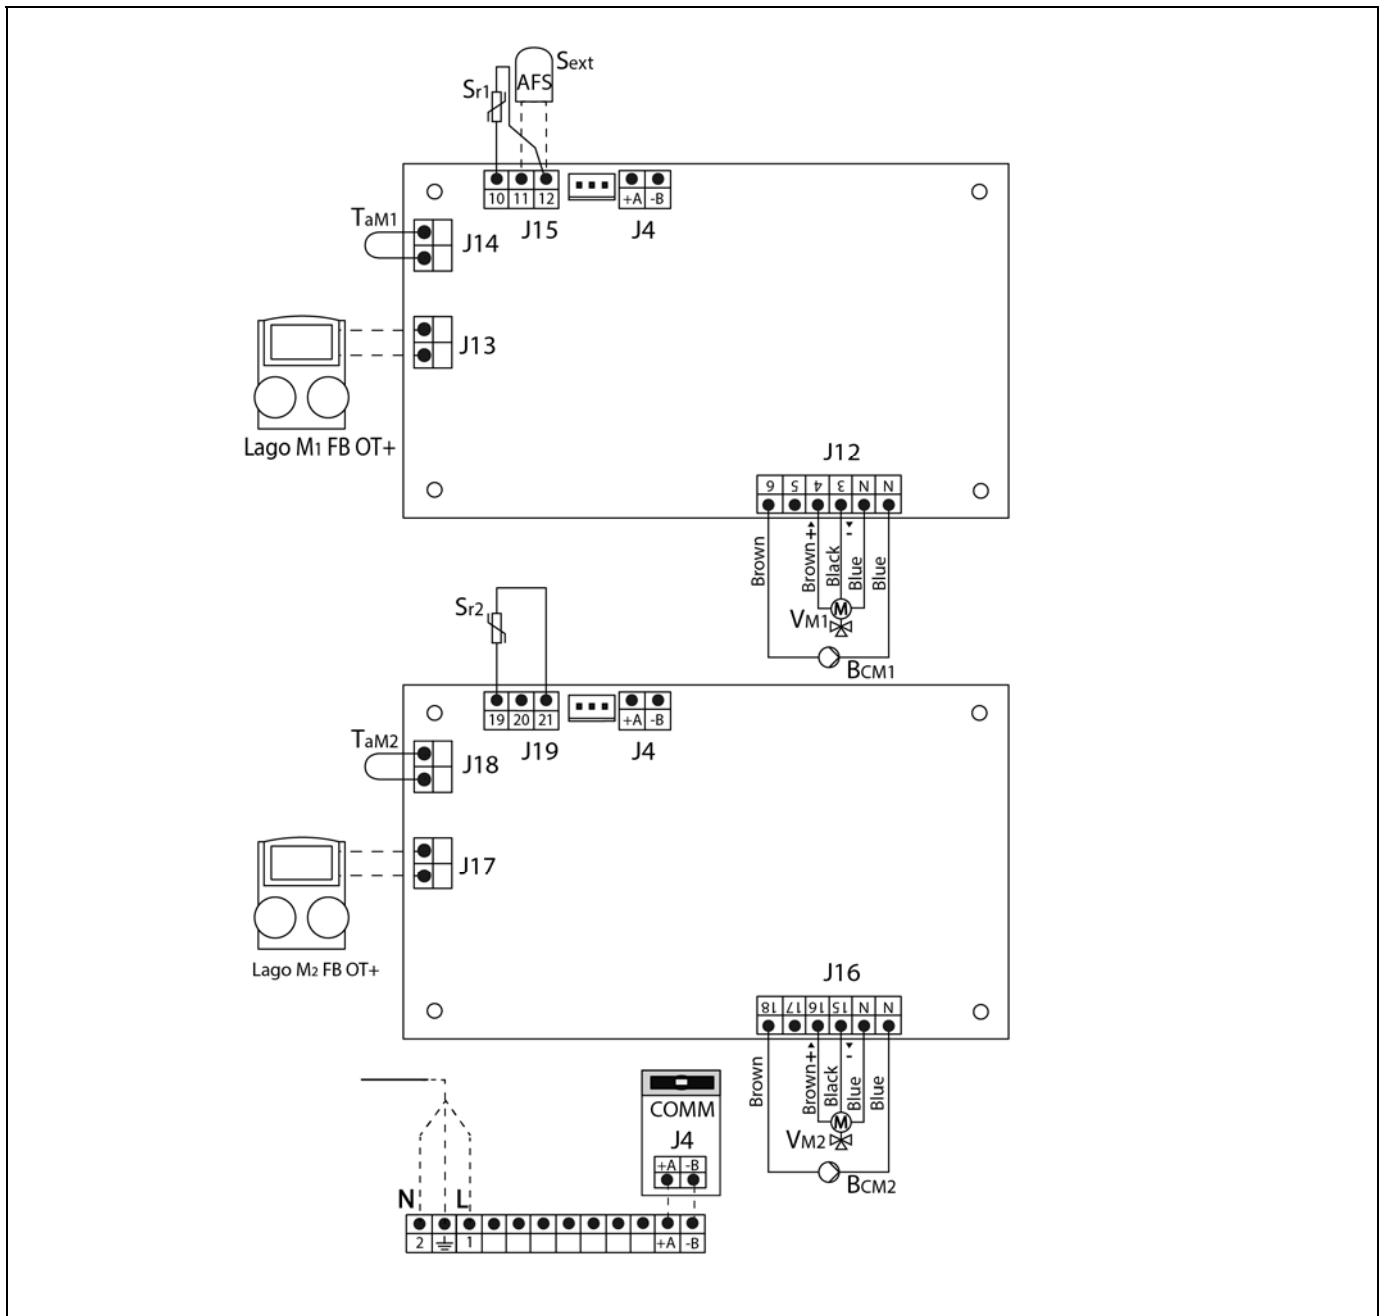 Sext
AFS
Sr1
10 11 12
+A -B
J15
J4
TaM1
J14
J13
Lago M1 FB OT+
J12
6 5 4 3 N N
Brown
Brown +
Black
-
Blue
Blue
M
VM1
BCM1
Sr2
19 20 21
+A -B
J19
J4
TaM2
J18
J17
Lago M2 FB OT+
J16
18 17 16 15 N N
Brown
Brown +
Black
-
Blue
Blue
M
VM2
BCM2
COMM
J4
+A -B
N L
2 1 +A -B